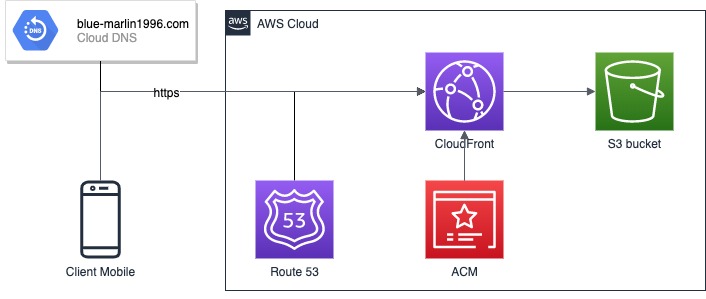 blue-marlin1996.com
Cloud DNS
DNS
aws
AWS Cloud
https
CloudFront
S3 bucket
53
Client Mobile
Route 53
ACM